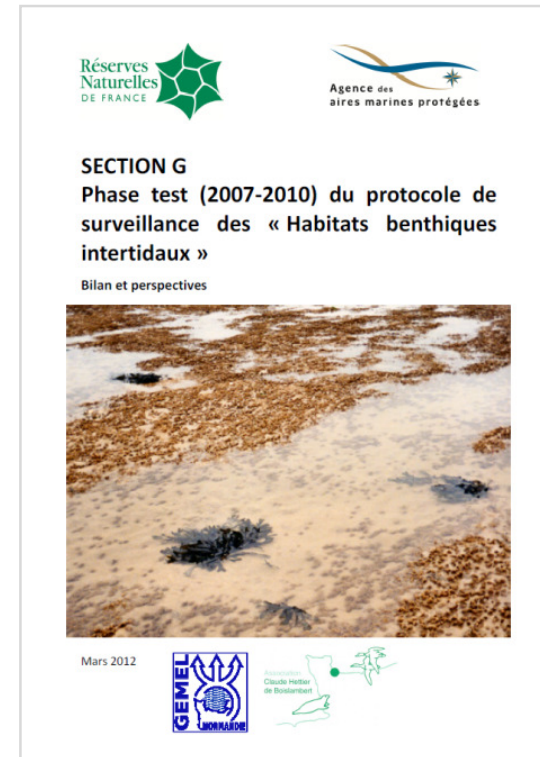 Réserves
Naturelles
DE FRANCE
Agence des
aires marines protégées
SECTION G
Phase test (2007-2010) du protocole de
surveillance des « Habitats benthiques
intertidaux »
Bilan et perspectives
Mars 2012
GEMEL
NORMANDIE
Association
Claude Hettier
de Boislambert